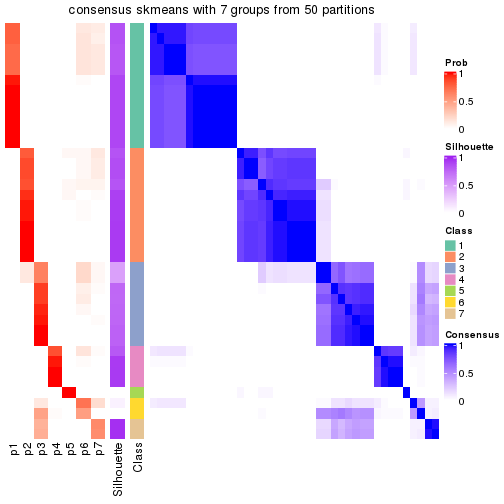 consensus skmeans with 7 groups from 50 partitions
Prob
1
0.5
0
Silhouette
1
0.5
0
Class
1
2
3
4
5
6
7
Consensus
1
0.5
0
p1
p2
p3
p4
p5
p6
p7
Silhouette
Class